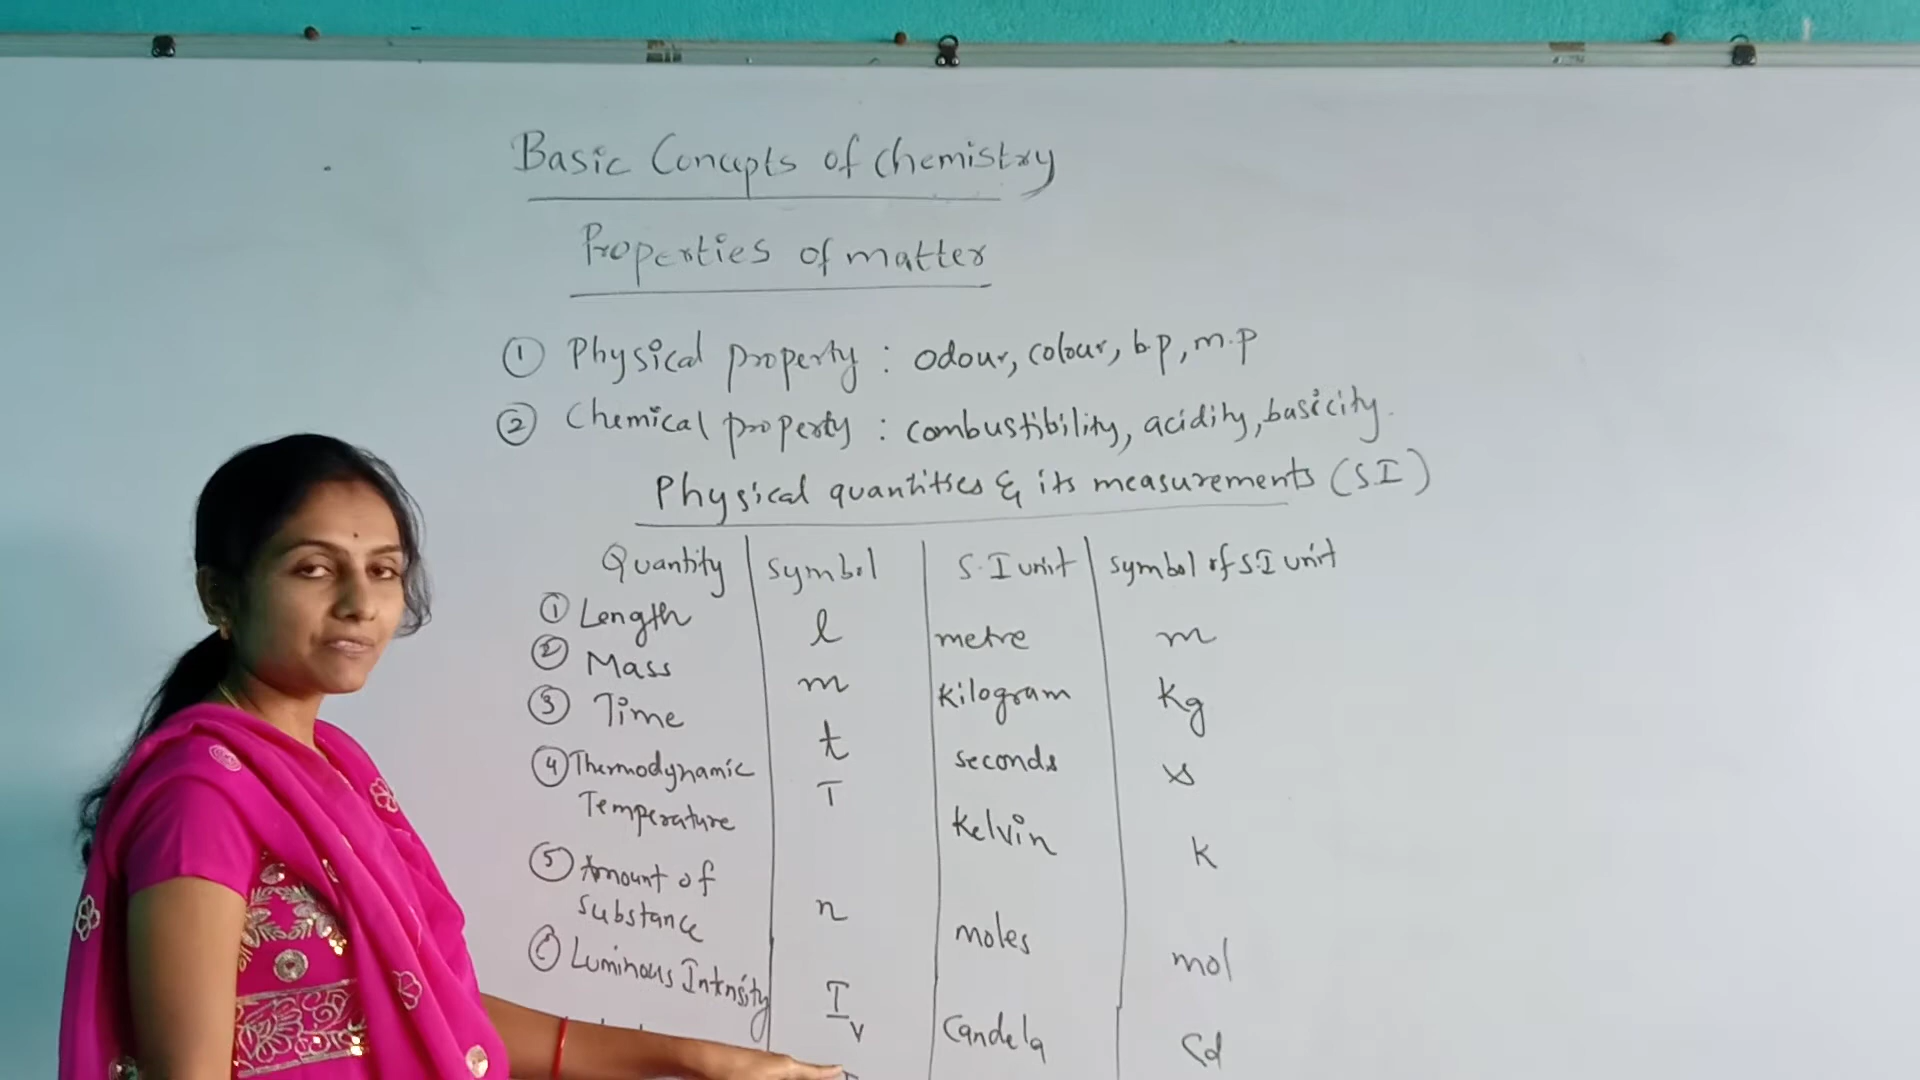 Basic Concepts of chemistry
Properties of matter
① Physical property : odour, colour, b.p, m.p
② Chemical property : combustibility, acidity, basicity.
Physical quantities & its measurements (S.I)
Quantity symbol S.I unit symbol of S.I unit
① Length l metre m
② Mass m kilogram kg
③ Time t seconds s
④ Thermodynamic Temperature T kelvin k
⑤ Amount of substance n moles mol
⑥ Luminous Intensity Iv Candela Cd